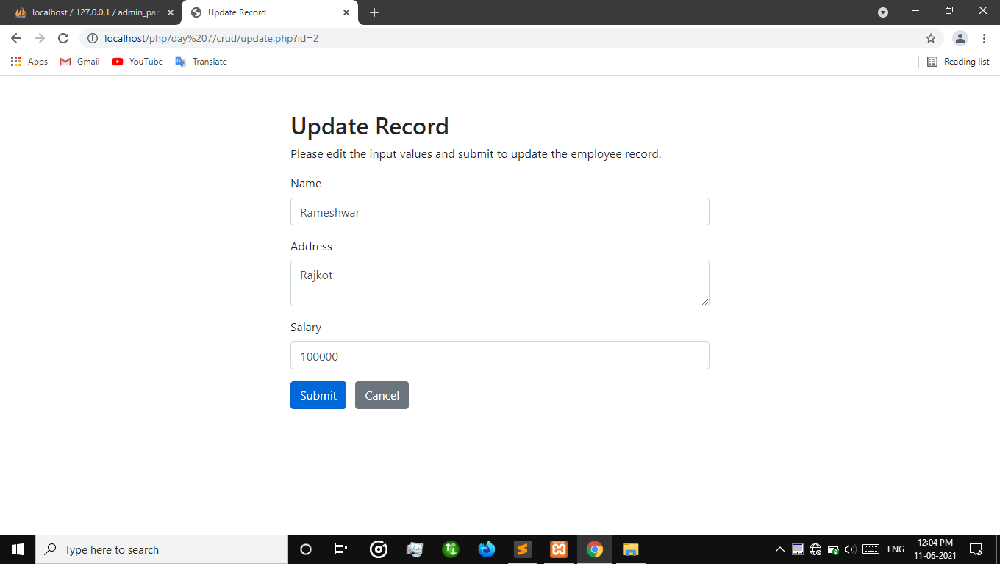 localhost / 127.0.0.1 / admin_pan
Update Record
localhost/php/day%207/crud/update.php?id=2
Apps Gmail YouTube Translate Reading list
Update Record
Please edit the input values and submit to update the employee record.
Name
Rameshwar
Address
Rajkot
Salary
100000
Submit Cancel
Type here to search
ENG
12:04 PM
11-06-2021